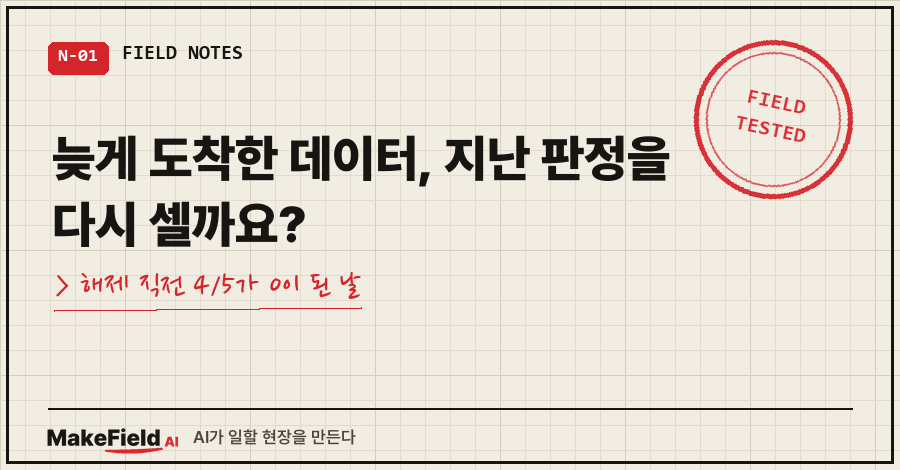 N-01 FIELD NOTES
FIELD
TESTED
늦게 도착한 데이터, 지난 판정을
다시 셀까요?
> 해제 직전 4/5가 0이 된 날
MakeField AI AI가 일할 현장을 만든다